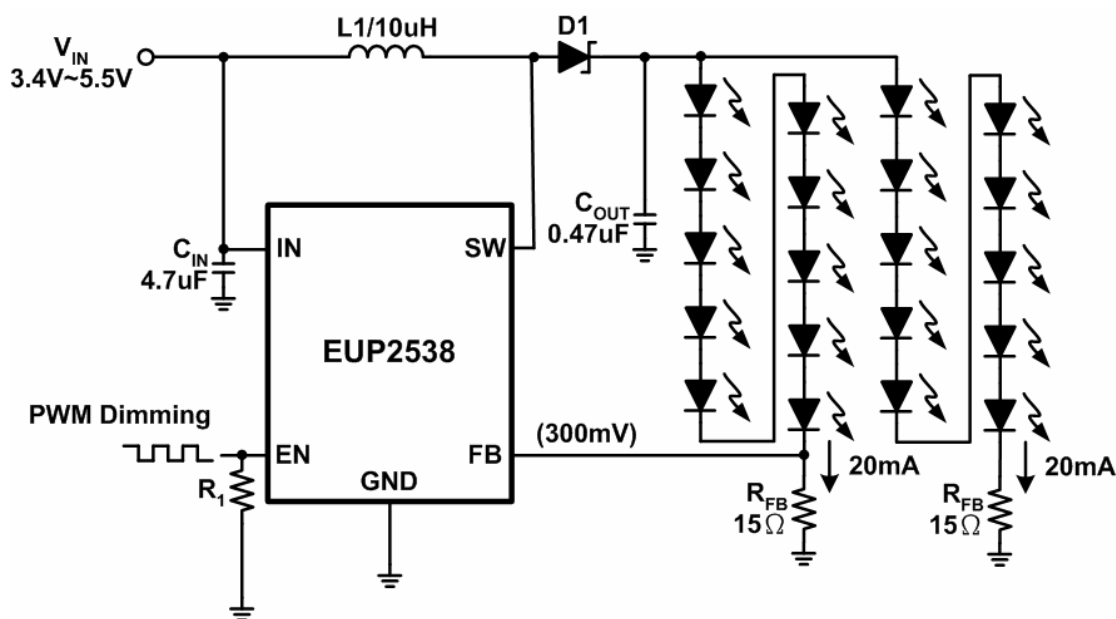 L1/10uH
D1
V_IN
3.4V~5.5V
C_IN
4.7uF
IN
SW
C_OUT
0.47uF
EUP2538
PWM Dimming
EN
R_1
GND
FB
(300mV)
20mA
R_FB
15Ω
20mA
R_FB
15Ω